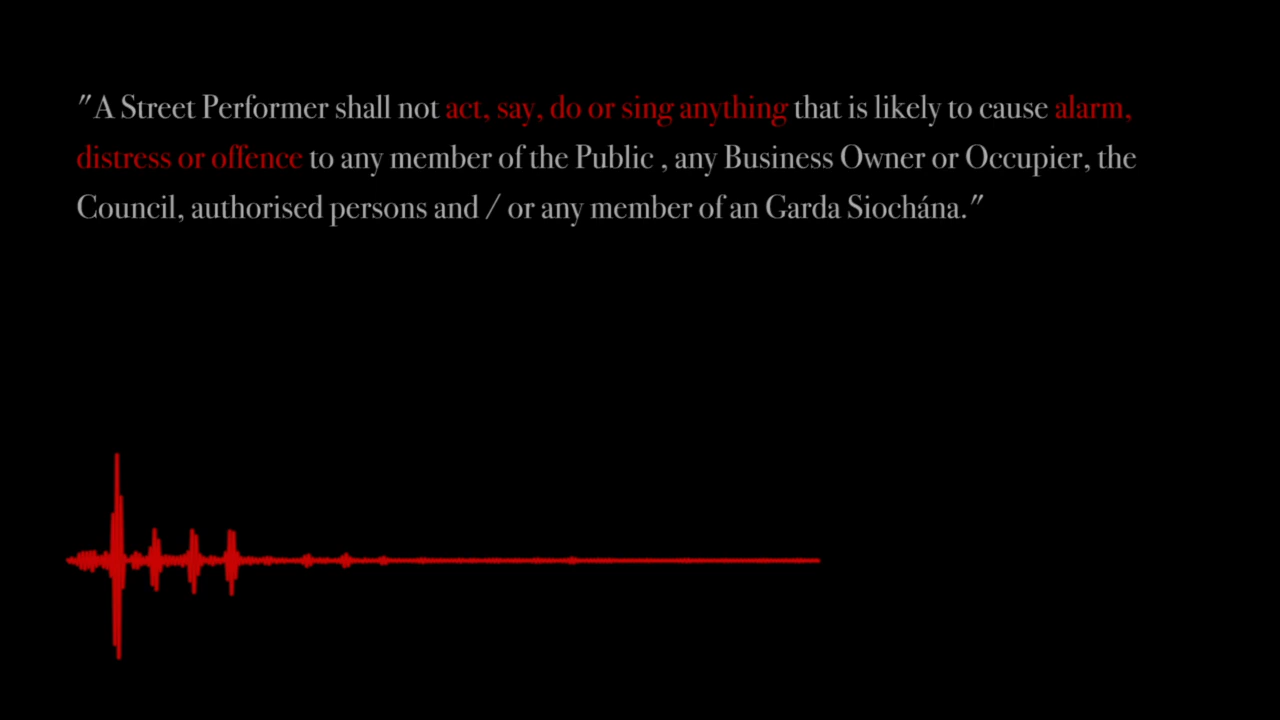 "A Street Performer shall not act, say, do or sing anything that is likely to cause alarm,
distress or offence to any member of the Public , any Business Owner or Occupier, the
Council, authorised persons and / or any member of an Garda Siochána."